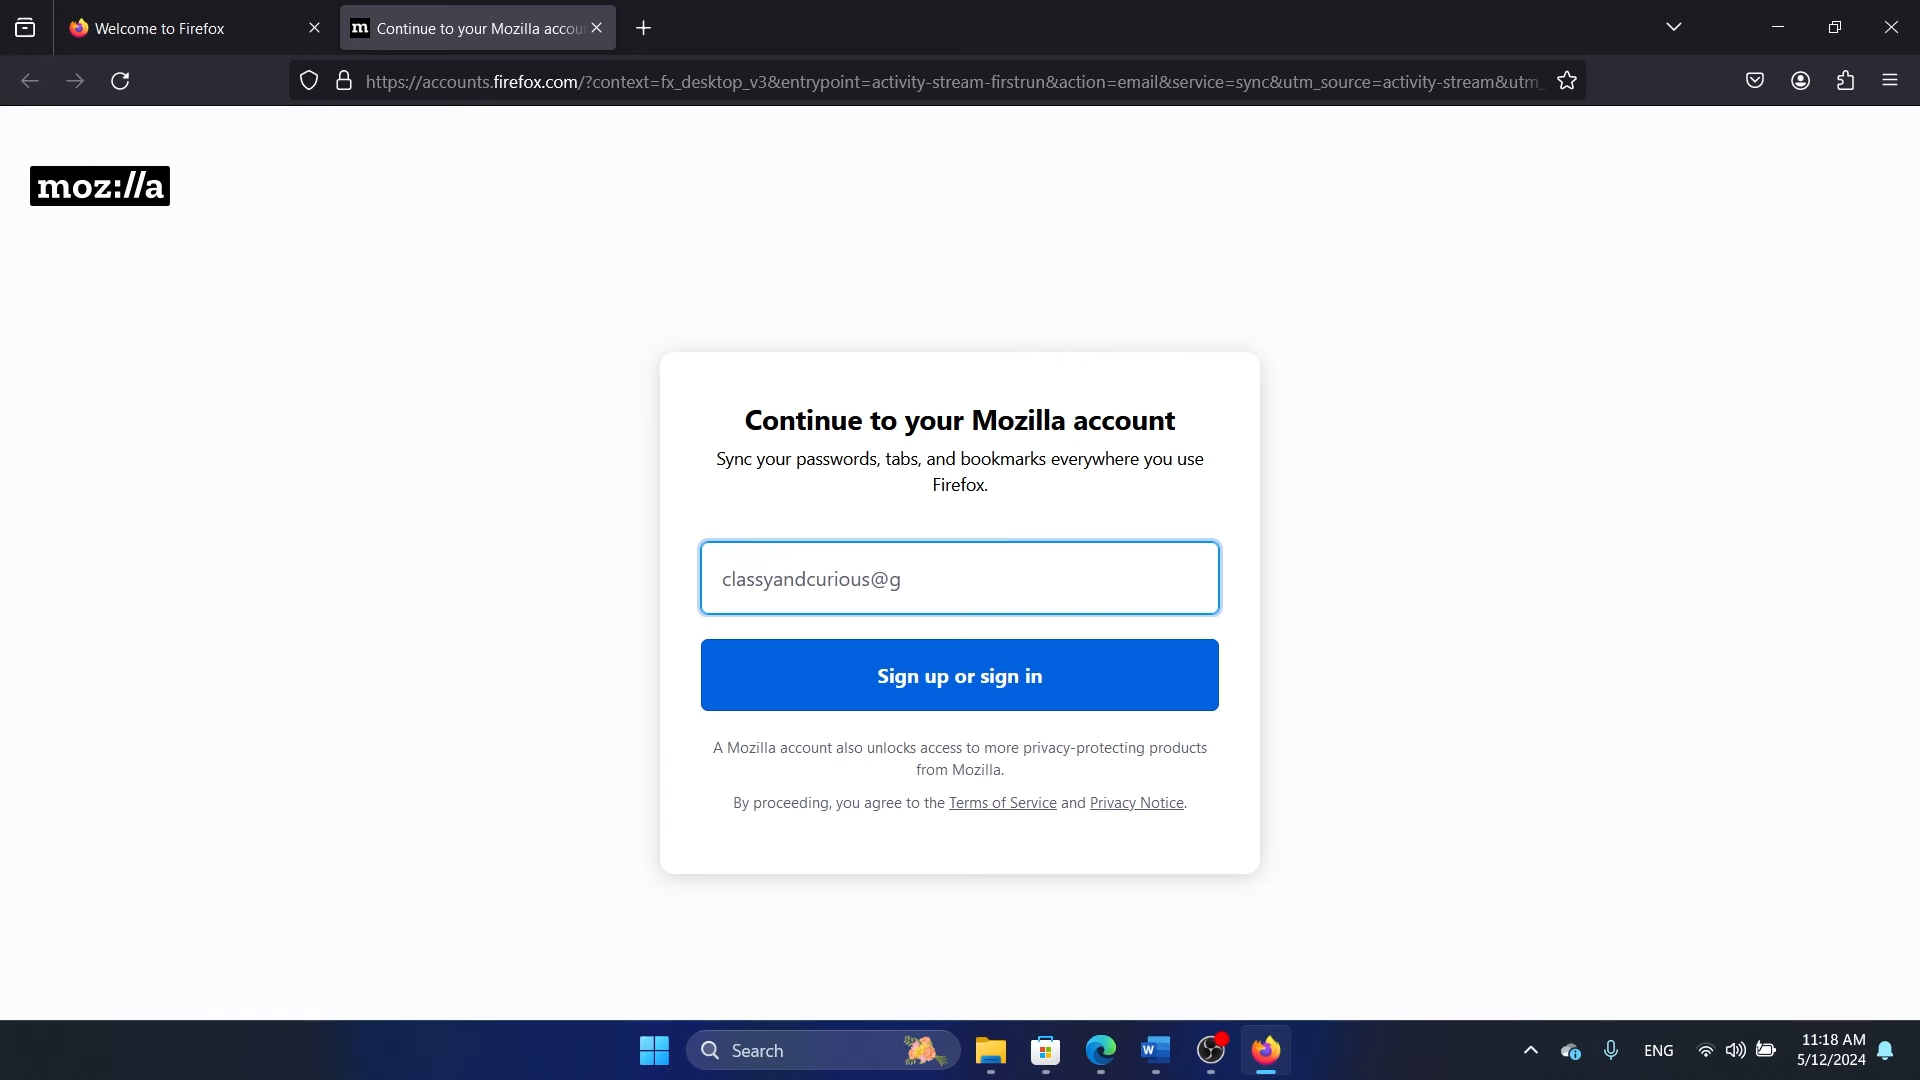 Welcome to Firefox
m Continue to your Mozilla accou
https://accounts.firefox.com/?context=fx_desktop_v3&entrypoint=activity-stream-firstrun&action=email&service=sync&utm_source=activity-stream&utm_
moz://a
Continue to your Mozilla account
Sync your passwords, tabs, and bookmarks everywhere you use
Firefox.
classyandcurious@g
Sign up or sign in
A Mozilla account also unlocks access to more privacy-protecting products
from Mozilla.
By proceeding, you agree to the Terms of Service and Privacy Notice.
Search
W
ENG
11:18 AM
5/12/2024